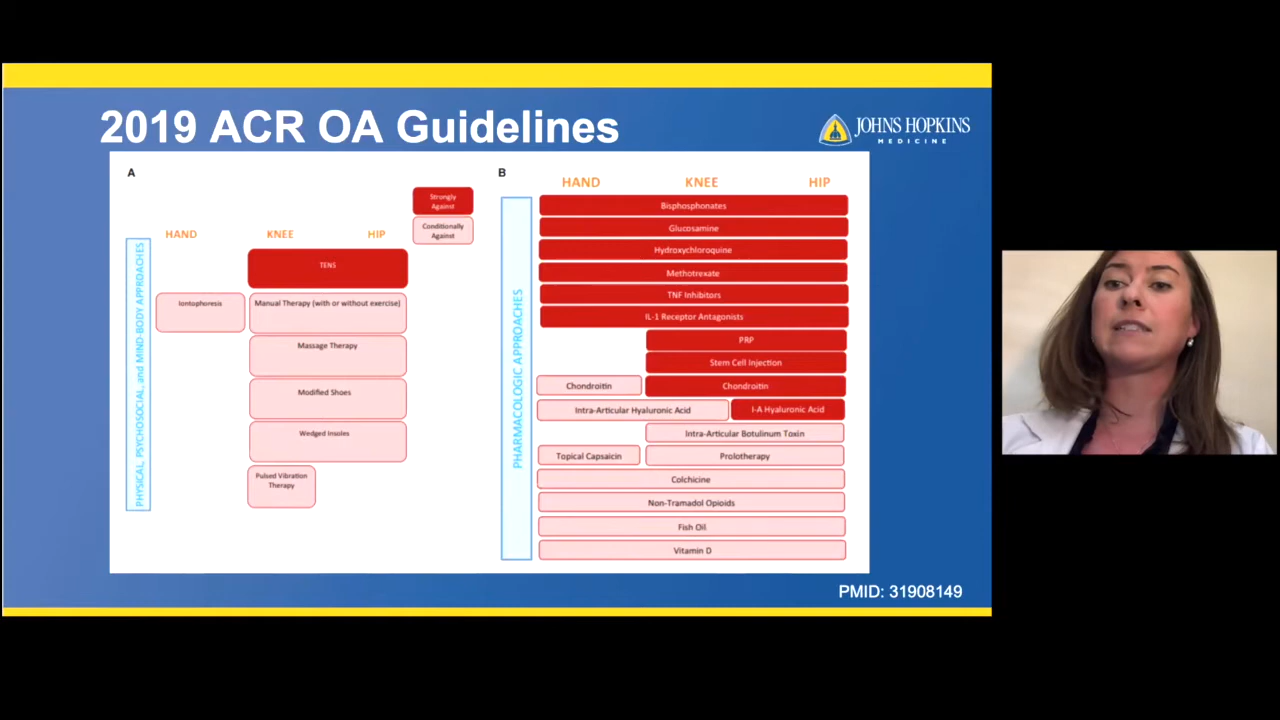 2019 ACR OA Guidelines
JOHNS HOPKINS
MEDICINE
A
Strongly
Against
Conditionally
Against
HAND KNEE HIP
PHYSICAL, PSYCHOSOCIAL, and MIND-BODY APPROACHES
TENS
Iontophoresis
Manual Therapy (with or without exercise)
Massage Therapy
Modified Shoes
Wedged Insoles
Pulsed Vibration
Therapy
B
HAND KNEE HIP
PHARMACOLOGIC APPROACHES
Bisphosphonates
Glucosamine
Hydroxychloroquine
Methotrexate
TNF Inhibitors
IL-1 Receptor Antagonists
PRP
Stem Cell Injection
Chondroitin
Chondroitin
Intra-Articular Hyaluronic Acid
I-A Hyaluronic Acid
Intra-Articular Botulinum Toxin
Topical Capsaicin
Prolotherapy
Colchicine
Non-Tramadol Opioids
Fish Oil
Vitamin D
PMID: 31908149